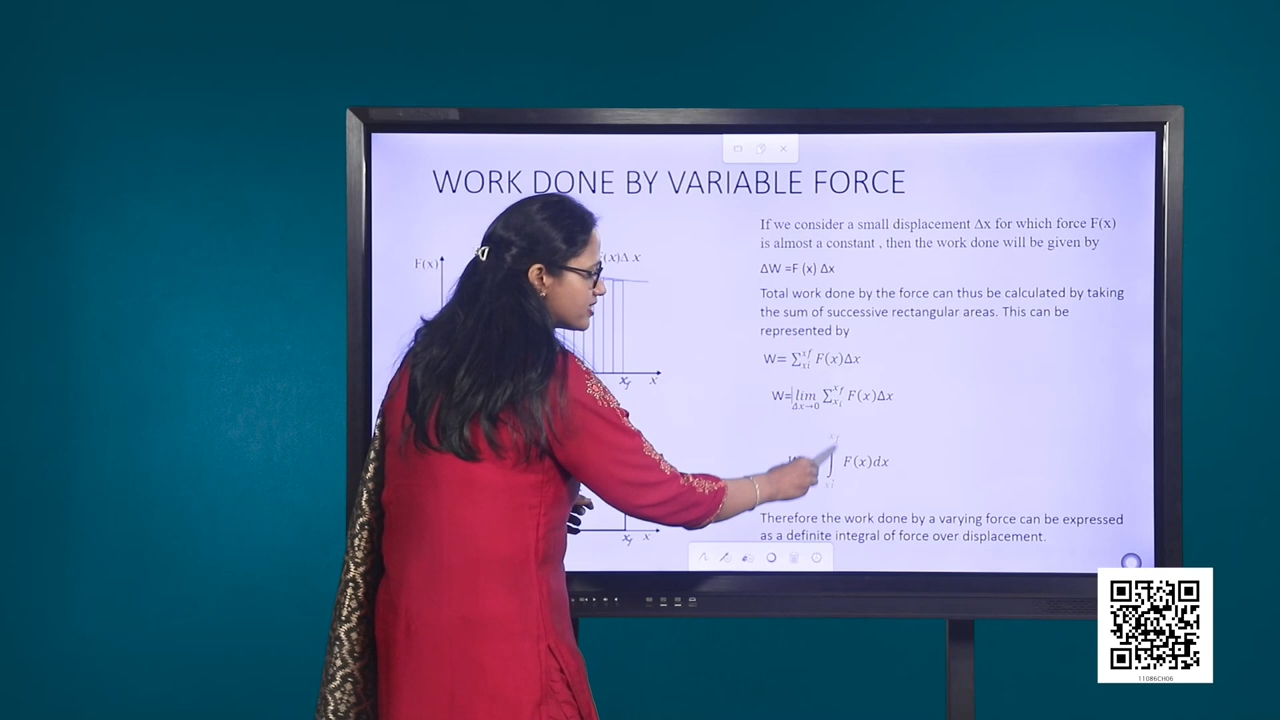 WORK DONE BY VARIABLE FORCE
F(x)
(x)Δ x
x_f x
x_f x
If we consider a small displacement Δx for which force F(x)
is almost a constant , then the work done will be given by
ΔW =F (x) Δx
Total work done by the force can thus be calculated by taking
the sum of successive rectangular areas. This can be
represented by
W= ∑_{xi}^{xf} F(x)Δx
W= lim_{Δx→0} ∑_{x_i}^{x_f} F(x)Δx
∫_{xi} F(x)dx
Therefore the work done by a varying force can be expressed
as a definite integral of force over displacement.
11086CH06